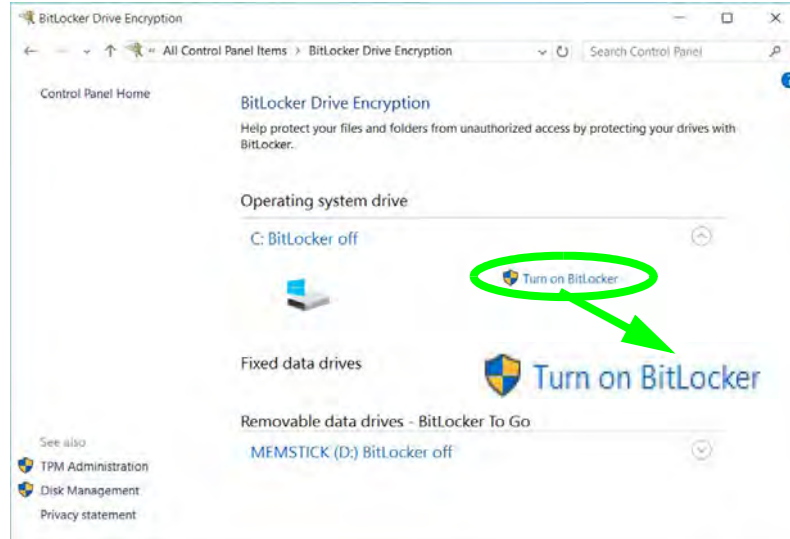 BitLocker Drive Encryption
« All Control Panel Items > BitLocker Drive Encryption
Search Control Panel
Control Panel Home
BitLocker Drive Encryption
Help protect your files and folders from unauthorized access by protecting your drives with
BitLocker.
Operating system drive
C: BitLocker off
Turn on BitLocker
Fixed data drives
Turn on BitLocker
Removable data drives - BitLocker To Go
MEMSTICK (D:) BitLocker off
See also
TPM Administration
Disk Management
Privacy statement